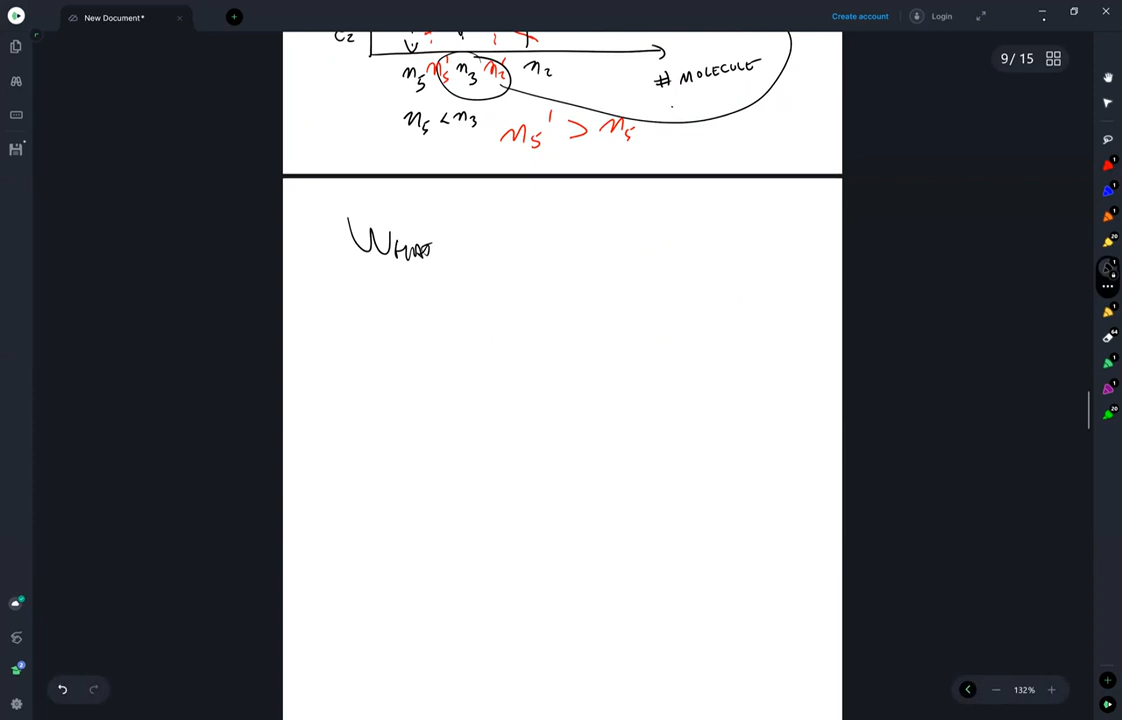 New Document*
Create account
Login
9 / 15
C2
n5 n5' n3 n2' n2
# MOLECULE
n5 < n3
n5' > n5
132%